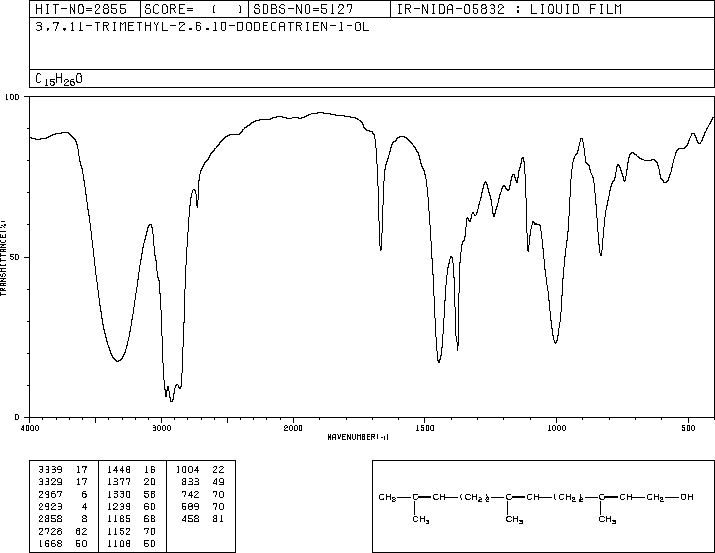 HIT-NO=2855 SCORE= ( ) SDBS-NO=5127 IR-NIDA-05832 : LIQUID FILM
3,7,11-TRIMETHYL-2,6,10-DODECATRIEN-1-OL
C15H26O
100
50
0
TRANSMITTANCE(%)
4000 3000 2000 1500 1000 500
WAVENUMBER(-1)
3339 17 1448 16 1004 22
3329 17 1377 20 833 49
2967 6 1330 58 742 70
2923 4 1239 60 589 70
2858 8 1185 68 458 81
2728 62 1152 70
1668 50 1108 50
CH3—C=CH—(CH2)2—C=CH—(CH2)2—C=CH—CH2—OH
CH3 CH3 CH3